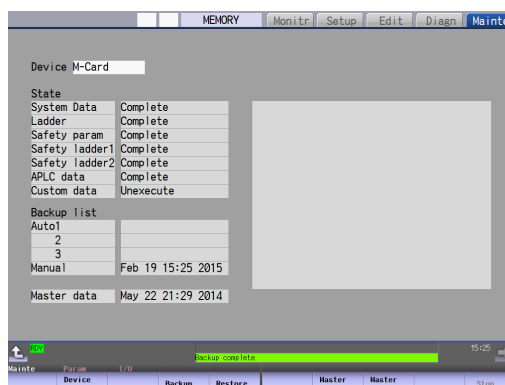 MEMORY Monitr Setup Edit Diagn Mainte
Device M-Card
State
System Data Complete
Ladder Complete
Safety param Complete
Safety ladder1 Complete
Safety ladder2 Complete
APLC data Complete
Custom data Unexecute
Backup list
Auto1
2
3
Manual Feb 19 15:25 2015
Master data May 22 21:29 2014
RDY 15:25
Backup complete
Mainte Param I/O
Device Backup Restore Master Master Stop